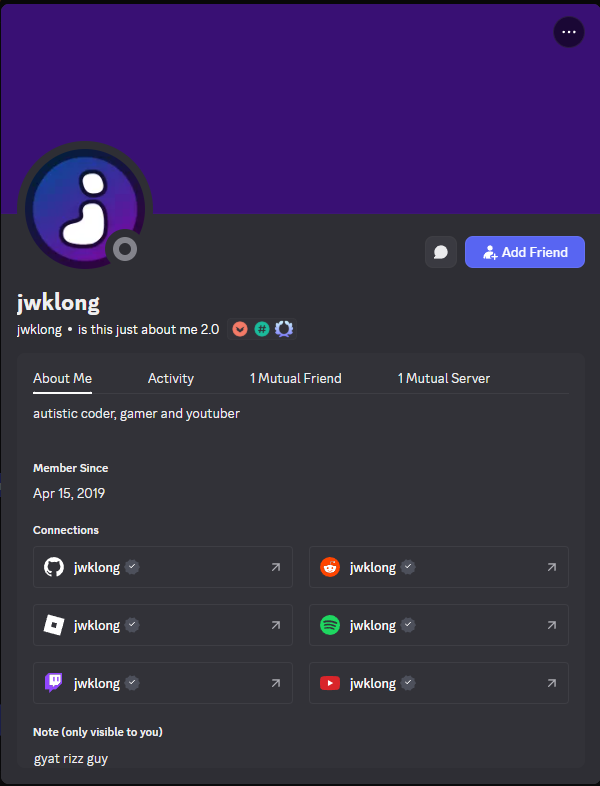 Add Friend
jwklong
jwklong • is this just about me 2.0
About Me Activity 1 Mutual Friend 1 Mutual Server
autistic coder, gamer and youtuber
Member Since
Apr 15, 2019
Connections
jwklong jwklong
jwklong jwklong
jwklong jwklong
Note (only visible to you)
gyat rizz guy